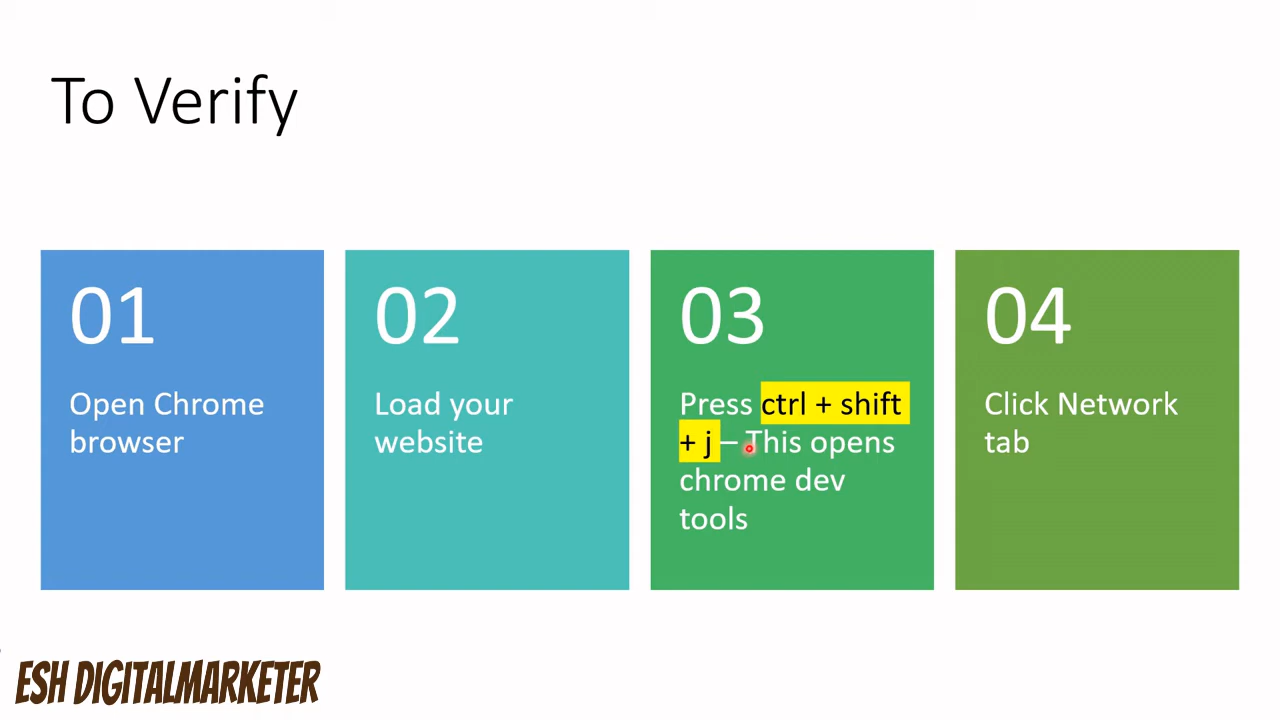 To Verify
01
Open Chrome
browser
02
Load your
website
03
Press ctrl + shift
+ j – This opens
chrome dev
tools
04
Click Network
tab
ESH DIGITALMARKETER